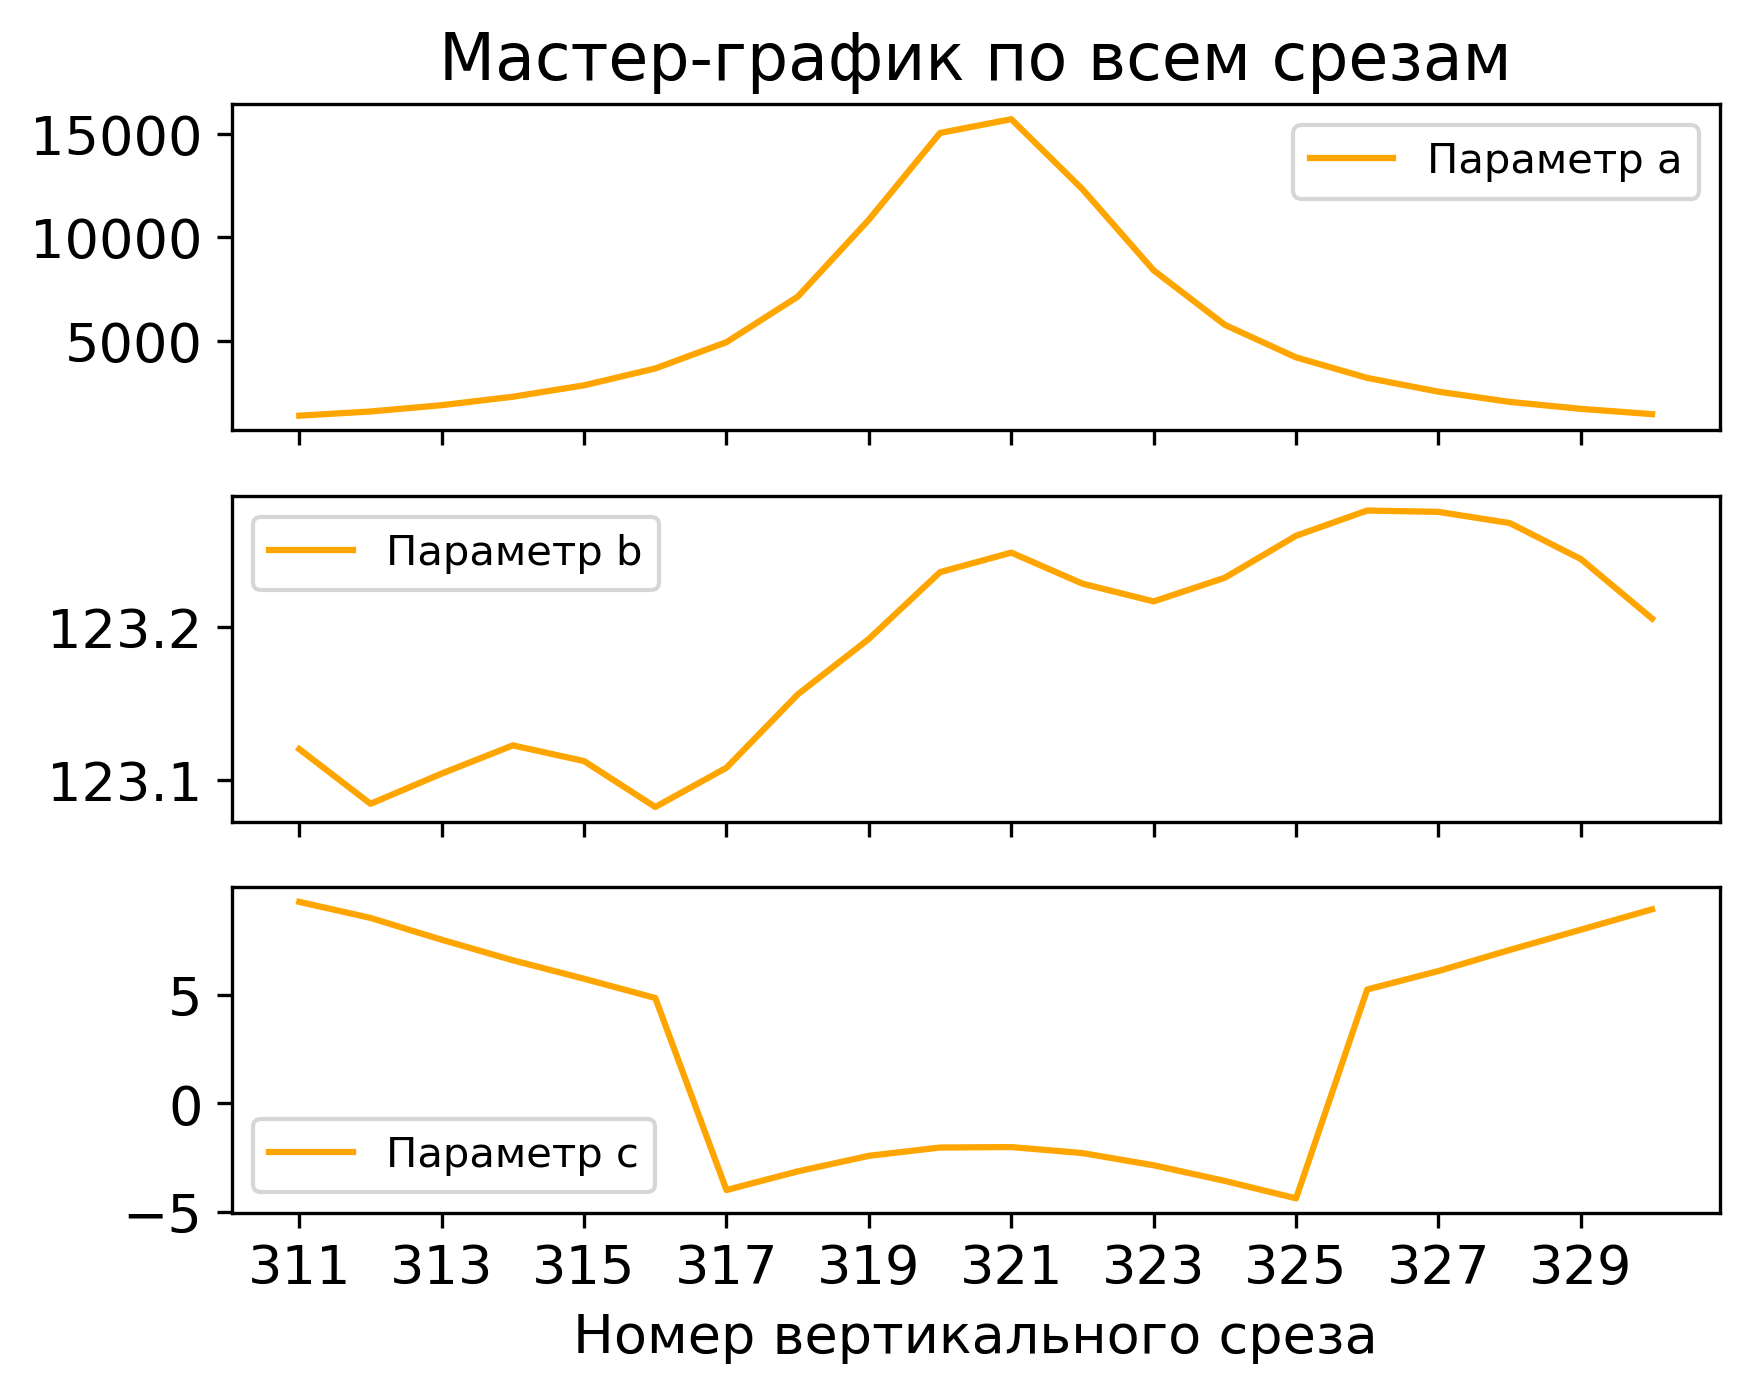 Мастер-график по всем срезам
15000
10000
5000
Параметр a
Параметр b
123.2
123.1
5
0
−5
Параметр c
311 313 315 317 319 321 323 325 327 329
Номер вертикального среза